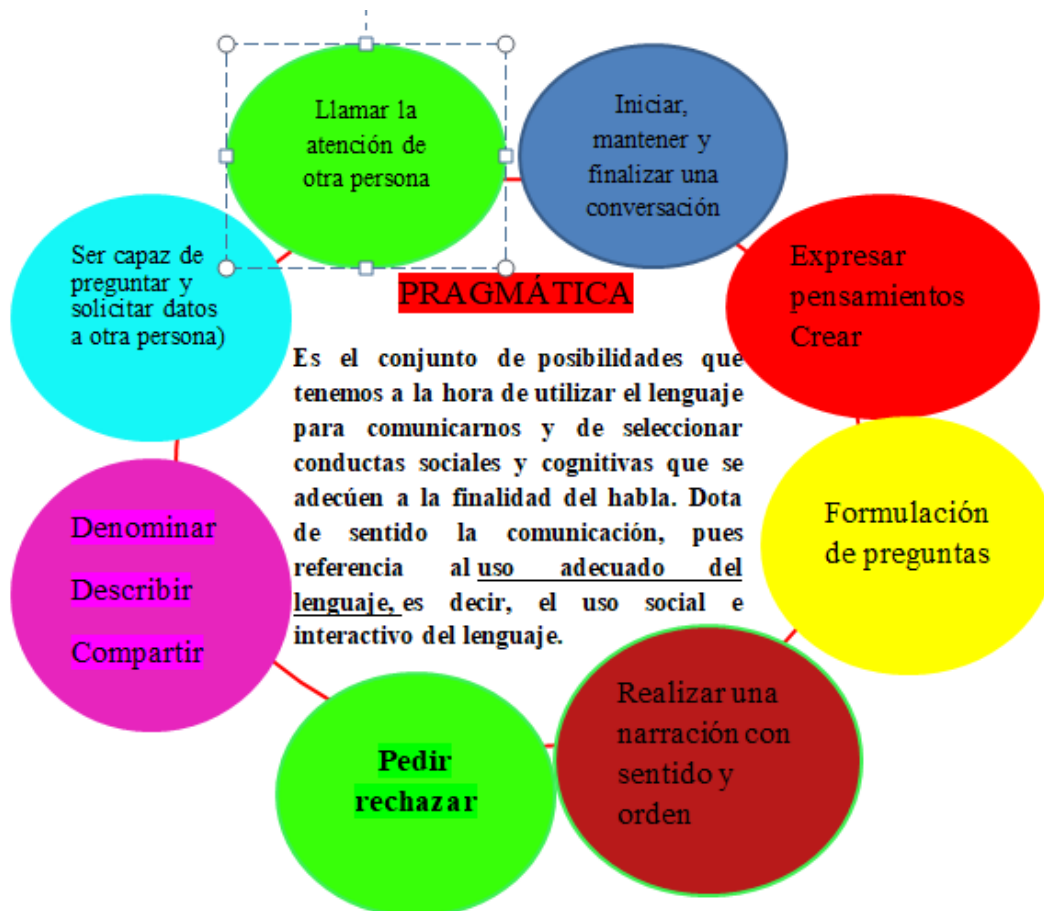 Llamar la
atención de
otra persona
Iniciar,
mantener y
finalizar una
conversación
Expresar
pensamientos
Crear
Formulación
de preguntas
Realizar una
narración con
sentido y
orden
Pedir
rechazar
Denominar
Describir
Compartir
Ser capaz de
preguntar y
solicitar datos
a otra persona)
PRAGMÁTICA
Es el conjunto de posibilidades que
tenemos a la hora de utilizar el lenguaje
para comunicarnos y de seleccionar
conductas sociales y cognitivas que se
adecúen a la finalidad del habla. Dota
de sentido la comunicación, pues
referencia al uso adecuado del
lenguaje, es decir, el uso social e
interactivo del lenguaje.